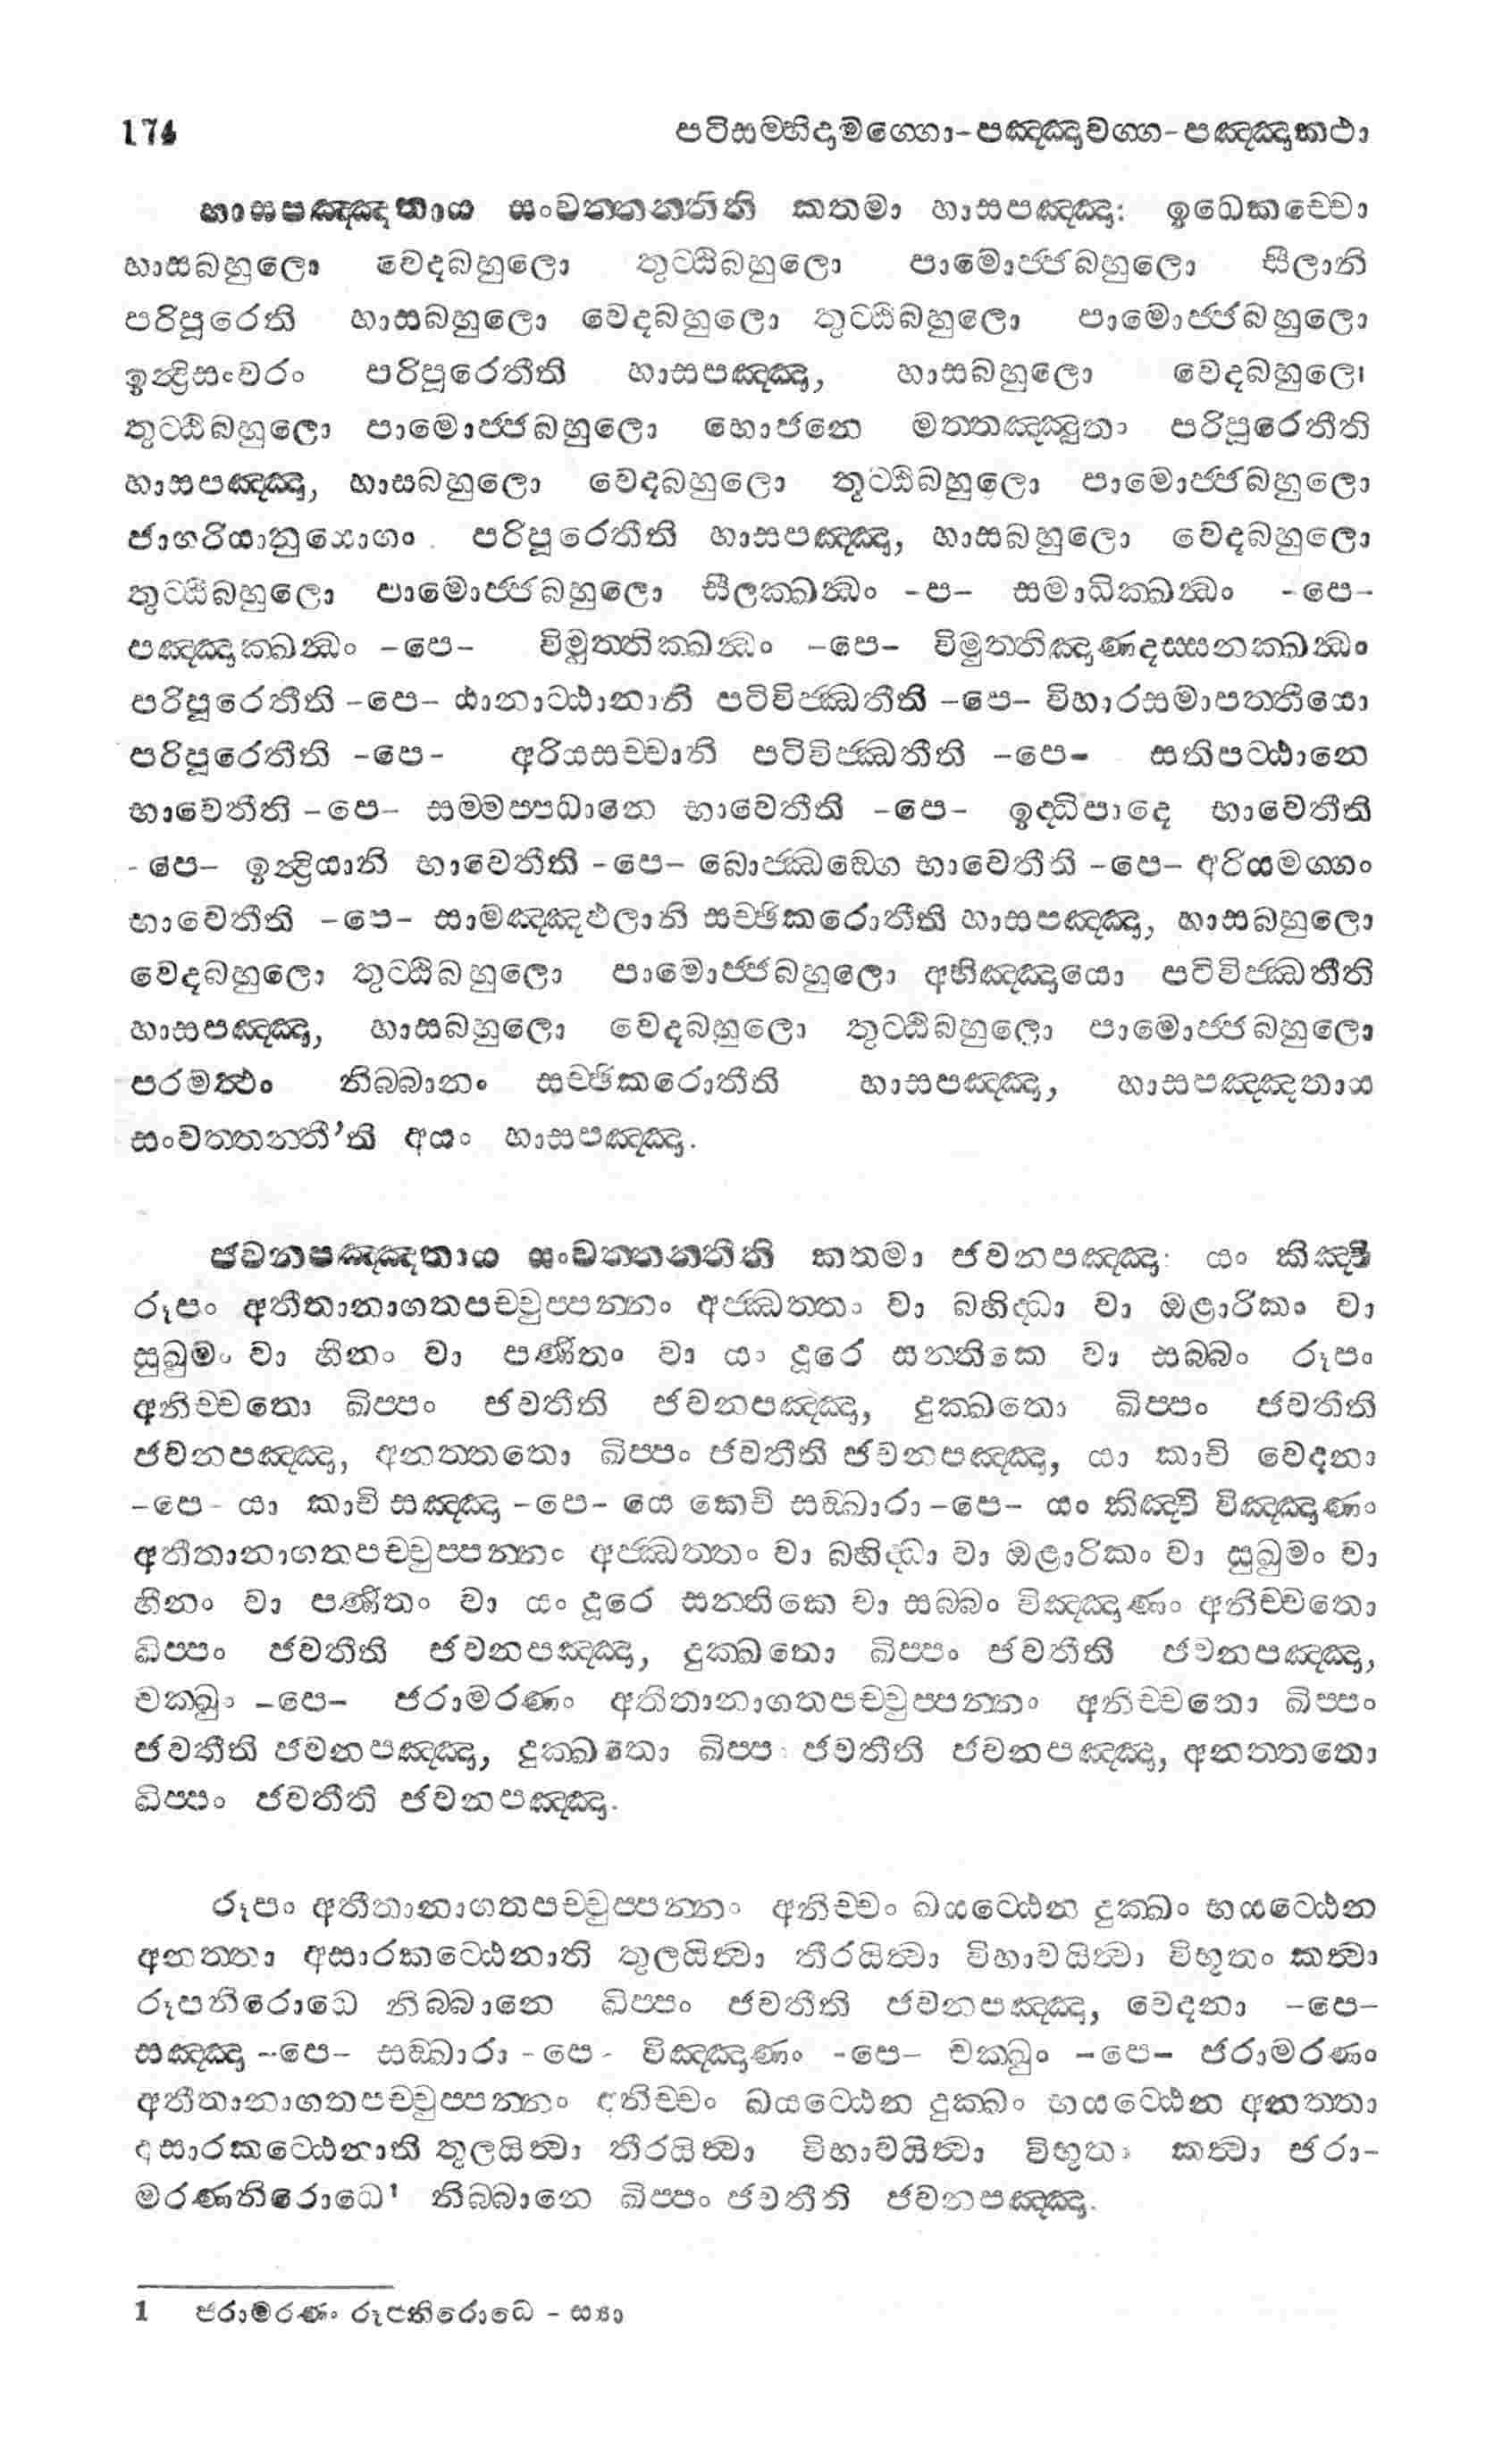 174 පටිසම්භිදාමග්ගො-පඤ්ඤාවග්ග-පඤ්ඤාකථා
හාසපඤ්ඤතාය සංවත්තන්තීති කතමා හාසපඤ්ඤා: ඉධෙකච්චො
හාසබහුලො වෙදබහුලො තුට්ඨිබහුලො පාමොජ්ජබහුලො සීලානි
පරිපූරෙති හාසබහුලො වෙදබහුලො තුට්ඨිබහුලො පාමොජ්ජබහුලො
ඉන්ද්‍රිසංවරං පරිපූරෙතීති හාසපඤ්ඤා, හාසබහුලො වෙදබහුලො
තුට්ඨිබහුලො පාමොජ්ජබහුලො භොජනෙ මත්තඤ්ඤුතා පරිපූරෙතීති
හාසපඤ්ඤා, හාසබහුලො වෙදබහුලො තුට්ඨිබහුලො පාමොජ්ජබහුලො
ජාගරියානුයොගං පරිපූරෙතීති හාසපඤ්ඤා, හාසබහුලො වෙදබහුලො
තුට්ඨිබහුලො පාමොජ්ජබහුලො සීලක්ඛන්ධං -ප- සමාධික්ඛන්ධං -පෙ-
පඤ්ඤාක්ඛන්ධං -පෙ- විමුත්තික්ඛන්ධං -පෙ- විමුත්තිඤාණදස්සනක්ඛන්ධං
පරිපූරෙතීති -පෙ- ඨානාට්ඨානානි පටිවිජ්ඣතීති -පෙ- විහාරසමාපත්තියො
පරිපූරෙතීති -පෙ- අරියසච්චානි පටිවිජ්ඣතීති -පෙ- සතිපට්ඨානෙ
භාවෙතීති -පෙ- සම්මප්පධානෙ භාවෙතීති -පෙ- ඉද්ධිපාදෙ භාවෙතීති
-පෙ- ඉන්ද්‍රියානි භාවෙතීති -පෙ- බොජ්ඣඞ්ගෙ භාවෙතීති -පෙ- අරියමග්ගං
භාවෙතීති -පෙ- සාමඤ්ඤඵලානි සච්ඡිකරොතීති හාසපඤ්ඤා, හාසබහුලො
වෙදබහුලො තුට්ඨිබහුලො පාමොජ්ජබහුලො අභිඤ්ඤායො පටිවිජ්ඣතීති
හාසපඤ්ඤා, හාසබහුලො වෙදබහුලො තුට්ඨිබහුලො පාමොජ්ජබහුලො
පරමත්ථං නිබ්බානං සච්ඡිකරොතීති හාසපඤ්ඤා, හාසපඤ්ඤතාය
සංවත්තන්තී’ති අයං හාසපඤ්ඤා.
ජවනපඤ්ඤතාය සංවත්තන්තීති කතමා ජවනපඤ්ඤා: යං කිඤ්චි
රූපං අතීතානාගතපච්චුප්පන්නං අජ්ඣත්තං වා බහිද්ධා වා ඔළාරිකං වා
සුඛුමං වා හීනං වා පණීතං වා යං දූරෙ සන්තිකෙ වා සබ්බං රූපං
අනිච්චතො ඛිප්පං ජවතීති ජවනපඤ්ඤා, දුක්ඛතො ඛිප්පං ජවතීති
ජවනපඤ්ඤා, අනත්තතො ඛිප්පං ජවතීති ජවනපඤ්ඤා, යා කාචි වෙදනා
-පෙ- යා කාචි සඤ්ඤා -පෙ- යෙ කෙචි සඞ්ඛාරා -පෙ- යං කිඤ්චි විඤ්ඤාණං
අතීතානාගතපච්චුප්පන්නං අජ්ඣත්තං වා බහිද්ධා වා ඔළාරිකං වා සුඛුමං වා
හීනං වා පණීතං වා යං දූරෙ සන්තිකෙ වා සබ්බං විඤ්ඤාණං අනිච්චතො
ඛිප්පං ජවතීති ජවනපඤ්ඤා, දුක්ඛතො ඛිප්පං ජවතීති ජවනපඤ්ඤා,
චක්ඛුං -පෙ- ජරාමරණං අතීතානාගතපච්චුප්පන්නං අනිච්චතො ඛිප්පං
ජවතීති ජවනපඤ්ඤා, දුක්ඛතො ඛිප්පං ජවතීති ජවනපඤ්ඤා, අනත්තතො
ඛිප්පං ජවතීති ජවනපඤ්ඤා.
රූපං අතීතානාගතපච්චුප්පන්නං අනිච්චං ඛයට්ඨෙන දුක්ඛං භයට්ඨෙන
අනත්තා අසාරකට්ඨෙනාති තුලයිත්වා තීරයිත්වා විභාවයිත්වා විභූතං කත්වා
රූපනිරොධෙ නිබ්බානෙ ඛිප්පං ජවතීති ජවනපඤ්ඤා, වෙදනා -පෙ-
සඤ්ඤා -පෙ- සඞ්ඛාරා -පෙ- විඤ්ඤාණං -පෙ- චක්ඛුං -පෙ- ජරාමරණං
අතීතානාගතපච්චුප්පන්නං අනිච්චං ඛයට්ඨෙන දුක්ඛං භයට්ඨෙන අනත්තා
අසාරකට්ඨෙනාති තුලයිත්වා තීරයිත්වා විභාවයිත්වා විභූතං කත්වා ජරා-
මරණනිරොධෙ¹ නිබ්බානෙ ඛිප්පං ජවතීති ජවනපඤ්ඤා.
1 ජරාමරණං රූපනිරොධෙ - ස්‍යා